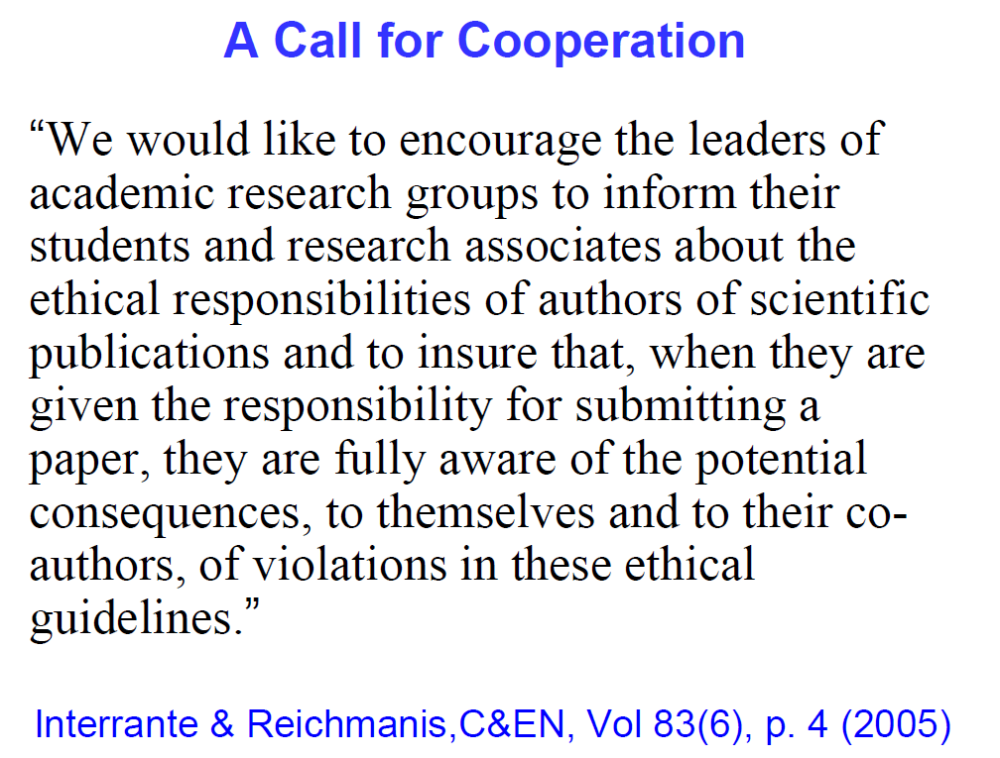 A Call for Cooperation
“We would like to encourage the leaders of
academic research groups to inform their
students and research associates about the
ethical responsibilities of authors of scientific
publications and to insure that, when they are
given the responsibility for submitting a
paper, they are fully aware of the potential
consequences, to themselves and to their co-
authors, of violations in these ethical
guidelines.”
Interrante & Reichmanis,C&EN, Vol 83(6), p. 4 (2005)